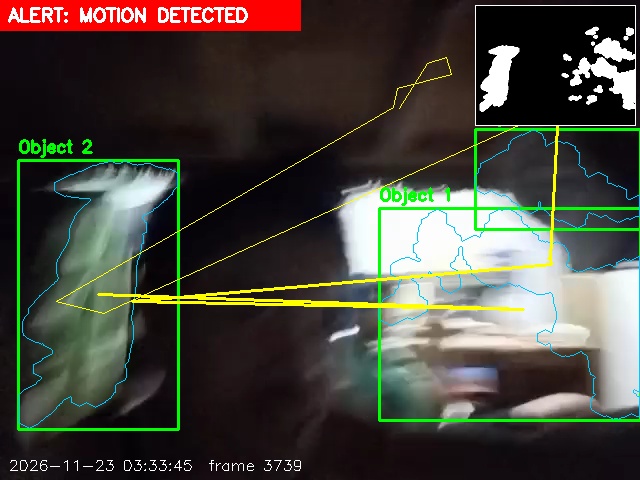 ALERT: MOTION DETECTED
Object 2
Object 1
2026-11-23 03:33:45 frame 3739